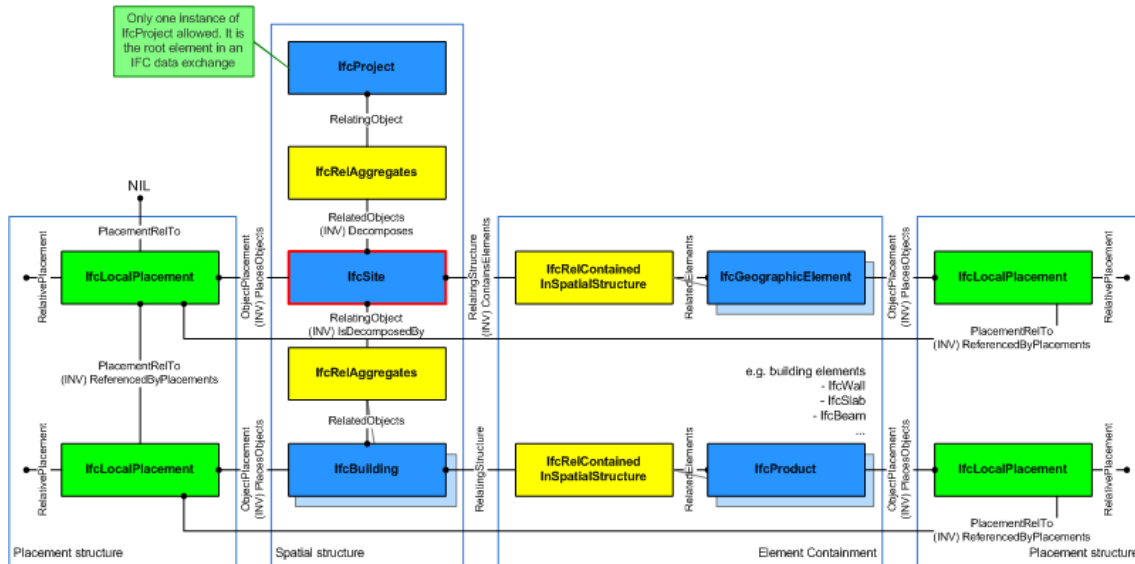 Only one instance of
IfcProject allowed. It is
the root element in an
IFC data exchange
IfcProject
RelatingObject
IfcRelAggregates
NIL
RelatedObjects
(INV) Decomposes
PlacementRelTo
RelativePlacement
IfcLocalPlacement
ObjectPlacement
(INV) PlacesObjects
IfcSite
RelatingStructure
(INV) ContainsElements
IfcRelContained
InSpatialStructure
RelatedElements
IfcGeographicElement
ObjectPlacement
(INV) PlacesObjects
IfcLocalPlacement
RelativePlacement
RelatingObject
(INV) IsDecomposedBy
PlacementRelTo
(INV) ReferencedByPlacements
PlacementRelTo
(INV) ReferencedByPlacements
IfcRelAggregates
e.g. building elements
- IfcWall
- IfcSlab
- IfcBeam
...
RelatedObjects
RelativePlacement
IfcLocalPlacement
ObjectPlacement
(INV) PlacesObjects
IfcBuilding
RelatingStructure
IfcRelContained
InSpatialStructure
RelatedElements
IfcProduct
ObjectPlacement
(INV) PlacesObjects
IfcLocalPlacement
RelativePlacement
PlacementRelTo
(INV) ReferencedByPlacements
Placement structure
Spatial structure
Element Containment
Placement structure